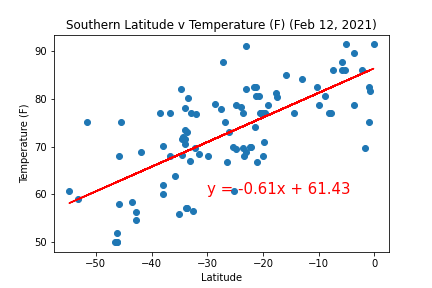 Southern Latitude v Temperature (F) (Feb 12, 2021)
Temperature (F)
90
80
70
60
50
y = -0.61x + 61.43
−50
−40
−30
−20
−10
0
Latitude